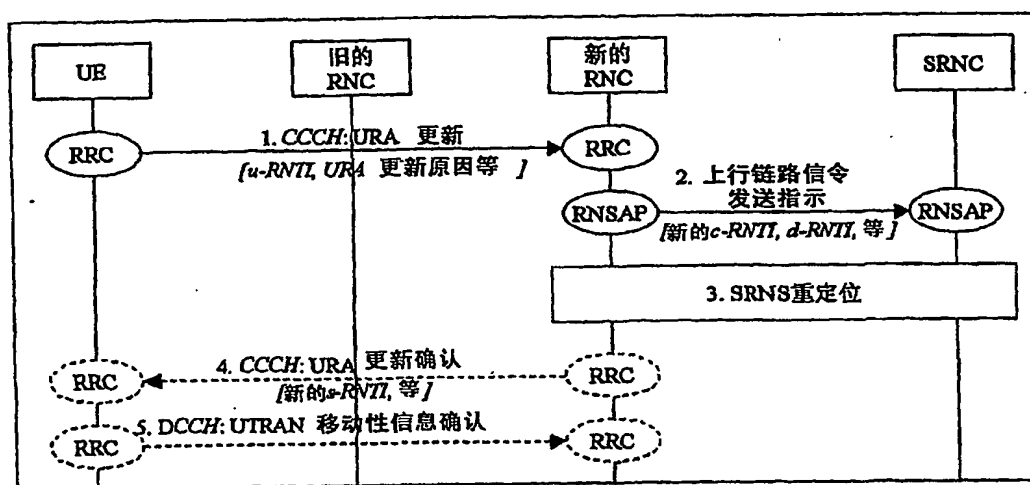 UE
旧的
RNC
新的
RNC
SRNC
RRC
1. CCCH: URA 更新
[u-RNTI, URA 更新原因等 ]
RRC
RNSAP
2. 上行链路信令
发送指示
[新的c-RNTI, d-RNTI, 等 ]
RNSAP
3. SRNS重定位
RRC
4. CCCH: URA 更新确认
[新的s-RNTI, 等 ]
RRC
RRC
5. DCCH: UTRAN 移动性信息确认
RRC